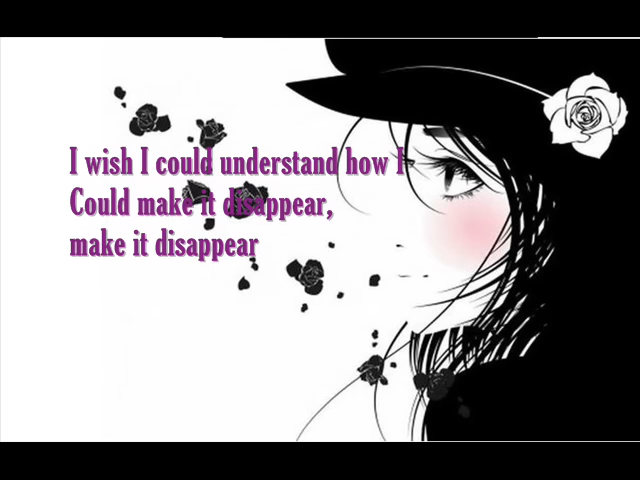 I wish I could understand how I
Could make it disappear,
make it disappear